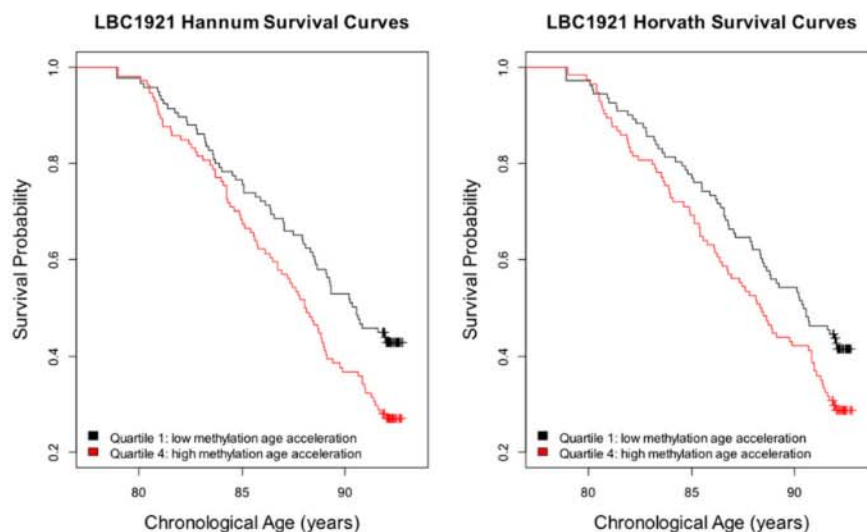 LBC1921 Hannum Survival Curves
Survival Probability
1.0
0.8
0.6
0.4
0.2
Quartile 1: low methylation age acceleration
Quartile 4: high methylation age acceleration
80 85 90
Chronological Age (years)
LBC1921 Horvath Survival Curves
Survival Probability
1.0
0.8
0.6
0.4
0.2
Quartile 1: low methylation age acceleration
Quartile 4: high methylation age acceleration
80 85 90
Chronological Age (years)